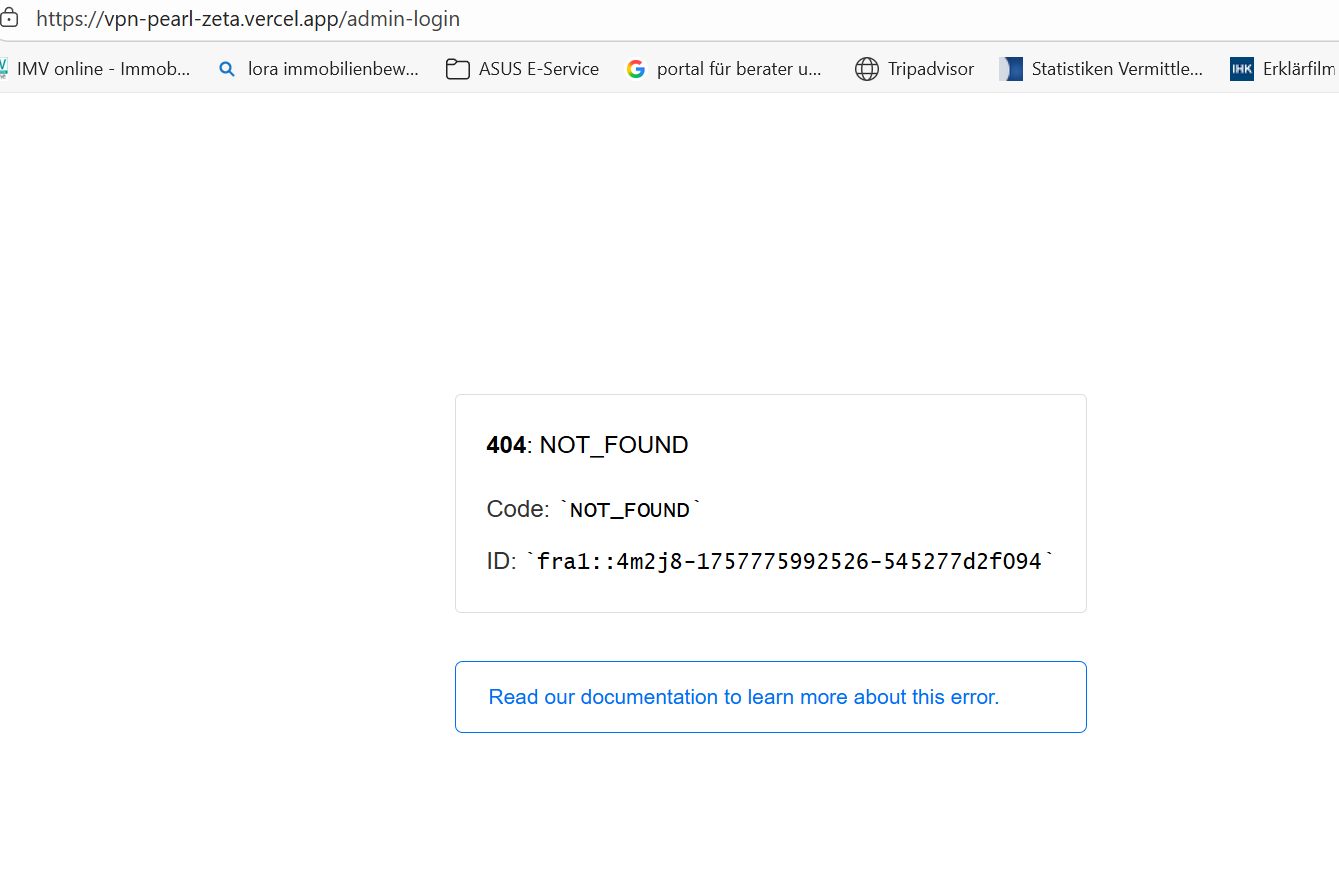 https://vpn-pearl-zeta.vercel.app/admin-login
IMV online - Immob... lora immobilienbew... ASUS E-Service portal für berater u... Tripadvisor Statistiken Vermittle... IHK Erklärfilm
404: NOT_FOUND
Code: `NOT_FOUND`
ID: `fra1::4m2j8-1757775992526-545277d2f094`
Read our documentation to learn more about this error.